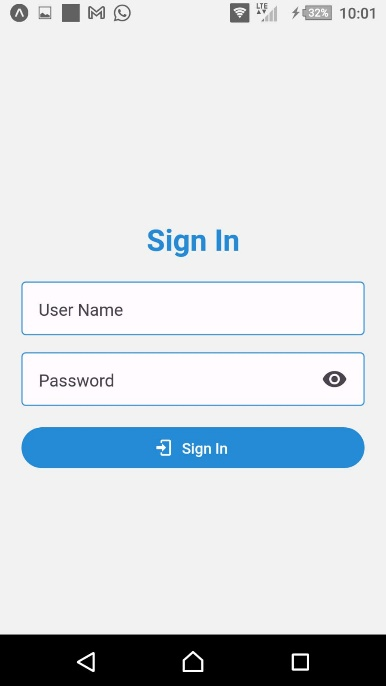 LTE 32% 10:01
Sign In
User Name
Password
Sign In